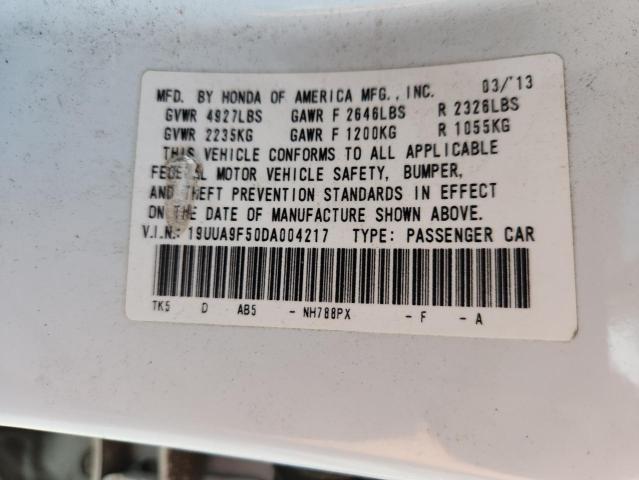 MFD. BY HONDA OF AMERICA MFG., INC. 03/'13
GVWR 4927LBS GAWR F 2646LBS R 2326LBS
GVWR 2235KG GAWR F 1200KG R 1055KG
THIS VEHICLE CONFORMS TO ALL APPLICABLE
FEDERAL MOTOR VEHICLE SAFETY, BUMPER,
AND THEFT PREVENTION STANDARDS IN EFFECT
ON THE DATE OF MANUFACTURE SHOWN ABOVE.
V.I.N.: 19UUA9F50DA004217 TYPE: PASSENGER CAR
TK5 D AB5 - NH788PX - F - A